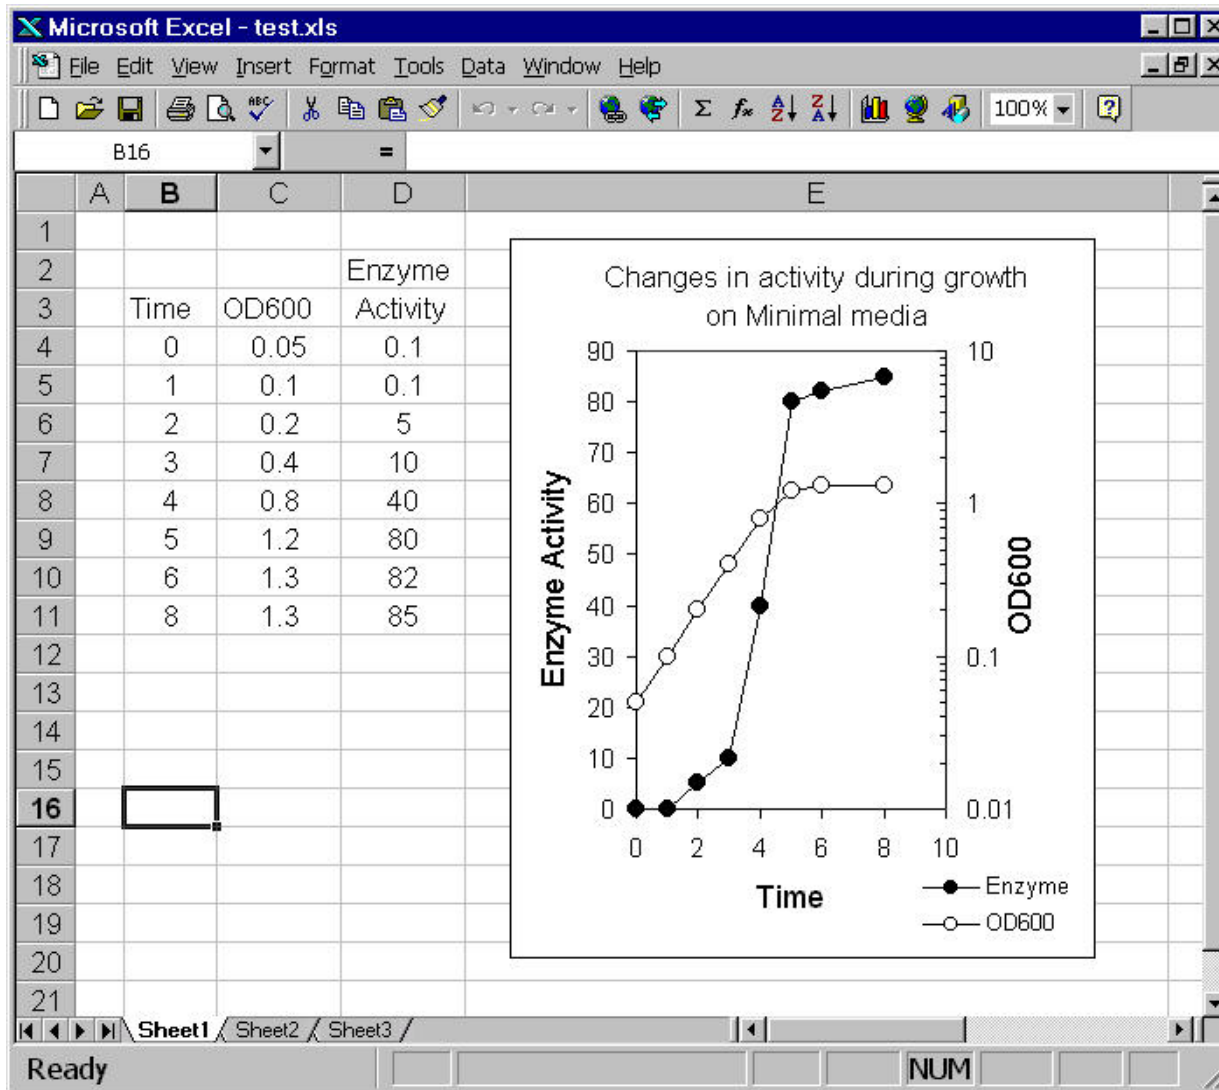 Microsoft Excel - test.xls
File Edit View Insert Format Tools Data Window Help
ABC Σ fx A Z Z A 100% ?
B16 =
A B C D E
1
2 Enzyme
3 Time OD600 Activity
4 0 0.05 0.1
5 1 0.1 0.1
6 2 0.2 5
7 3 0.4 10
8 4 0.8 40
9 5 1.2 80
10 6 1.3 82
11 8 1.3 85
12
13
14
15
16
17
18
19
20
21
Changes in activity during growth
on Minimal media
90 10
80
70
60 1
50
40
30 0.1
20
10
0 0.01
Enzyme Activity
OD600
0 2 4 6 8 10
Time
Enzyme
OD600
Sheet1 Sheet2 Sheet3
Ready NUM